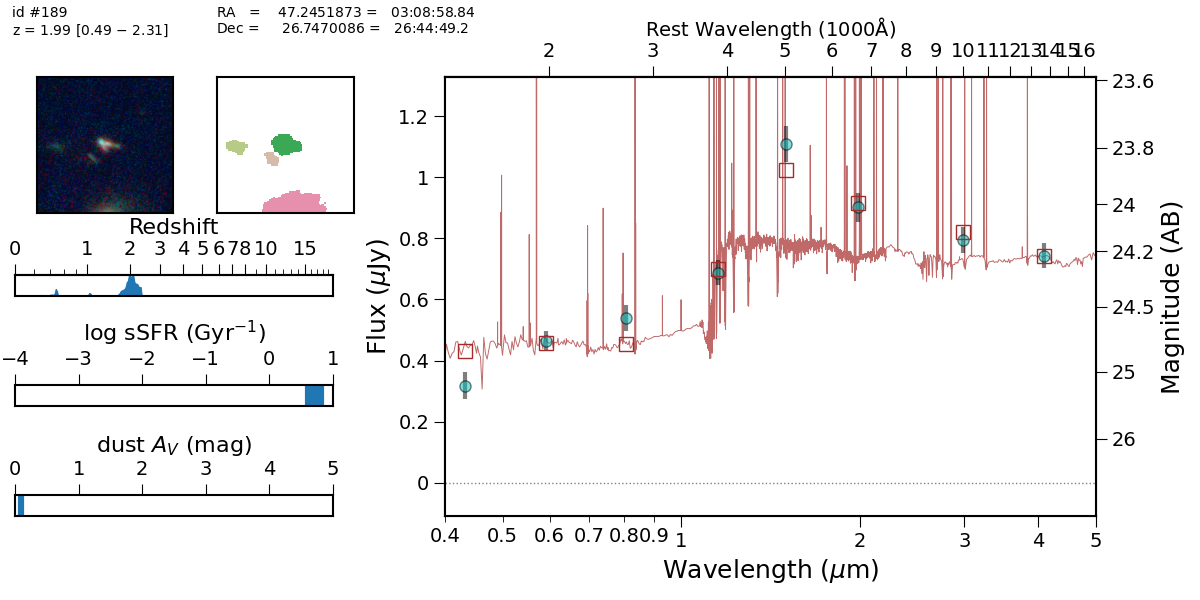 id #189
z = 1.99 [0.49 − 2.31]
RA = 47.2451873 = 03:08:58.84
Dec = 26.7470086 = 26:44:49.2
Redshift
0 1 2 3 4 5 6 7 8 10 15
log sSFR (Gyr⁻¹)
−4 −3 −2 −1 0 1
dust A_V (mag)
0 1 2 3 4 5
Rest Wavelength (1000Å)
2 3 4 5 6 7 8 9 10 11 12 13 14 15 16
Flux (μJy)
1.2
1
0.8
0.6
0.4
0.2
0
23.6
23.8
24
24.2
24.5
25
26
Magnitude (AB)
0.4 0.5 0.6 0.7 0.8 0.9 1 2 3 4 5
Wavelength (μm)